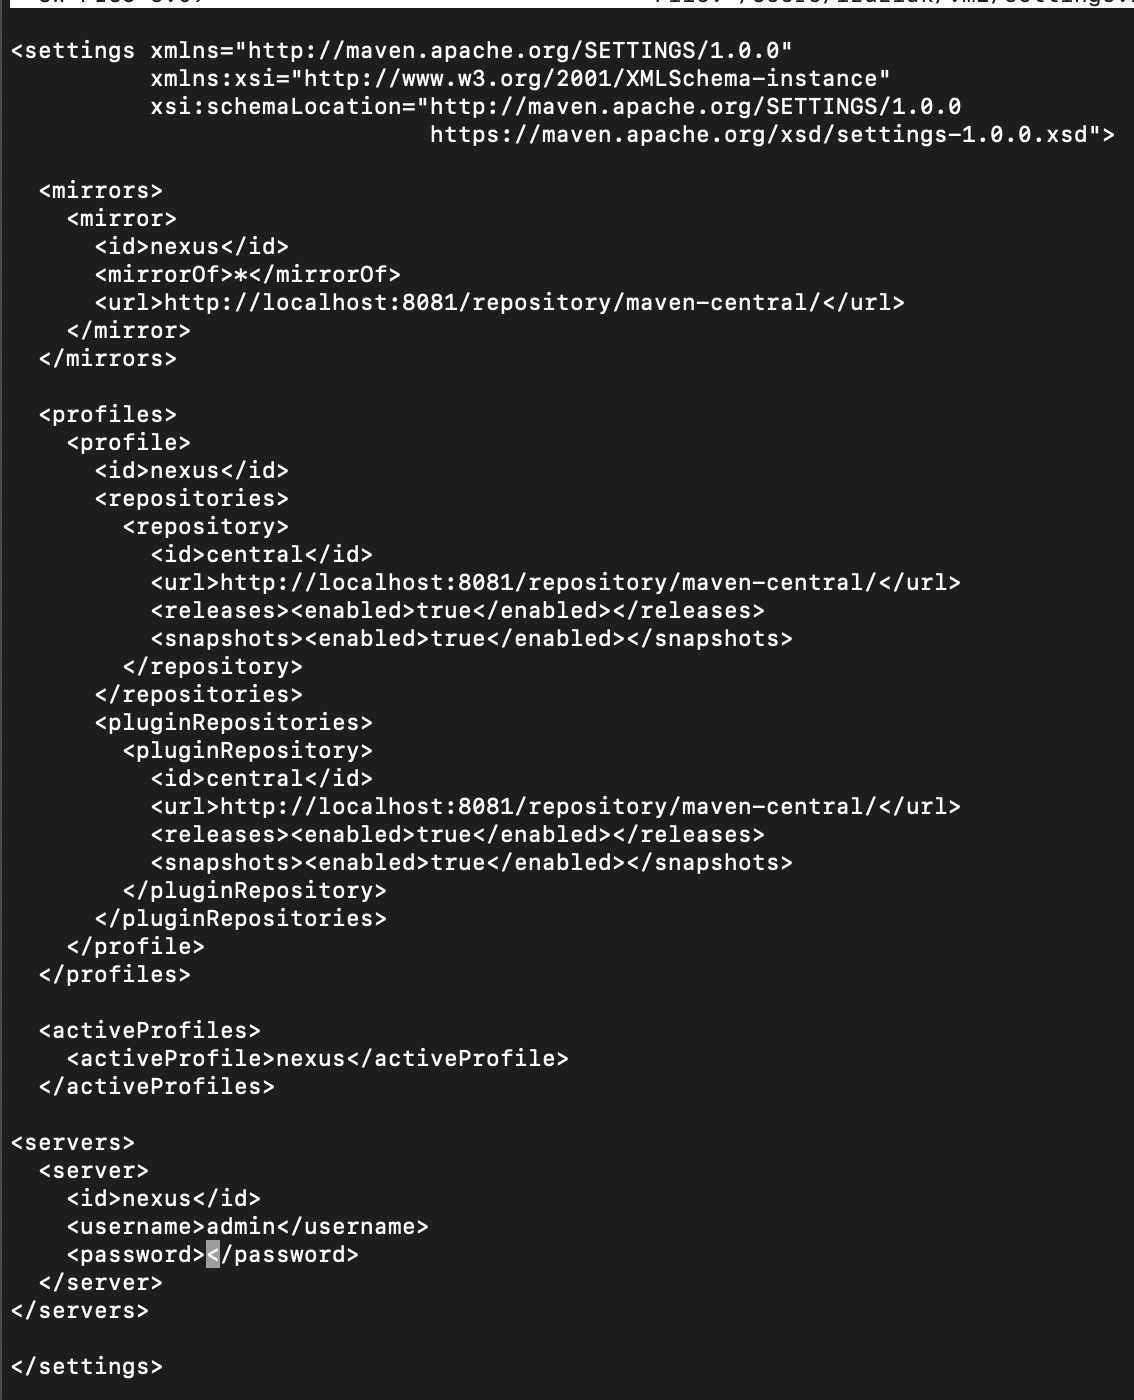 <settings xmlns="http://maven.apache.org/SETTINGS/1.0.0"
xmlns:xsi="http://www.w3.org/2001/XMLSchema-instance"
xsi:schemaLocation="http://maven.apache.org/SETTINGS/1.0.0
https://maven.apache.org/xsd/settings-1.0.0.xsd">
<mirrors>
<mirror>
<id>nexus</id>
<mirrorOf>*</mirrorOf>
<url>http://localhost:8081/repository/maven-central/</url>
</mirror>
</mirrors>
<profiles>
<profile>
<id>nexus</id>
<repositories>
<repository>
<id>central</id>
<url>http://localhost:8081/repository/maven-central/</url>
<releases><enabled>true</enabled></releases>
<snapshots><enabled>true</enabled></snapshots>
</repository>
</repositories>
<pluginRepositories>
<pluginRepository>
<id>central</id>
<url>http://localhost:8081/repository/maven-central/</url>
<releases><enabled>true</enabled></releases>
<snapshots><enabled>true</enabled></snapshots>
</pluginRepository>
</pluginRepositories>
</profile>
</profiles>
<activeProfiles>
<activeProfile>nexus</activeProfile>
</activeProfiles>
<servers>
<server>
<id>nexus</id>
<username>admin</username>
<password></password>
</server>
</servers>
</settings>